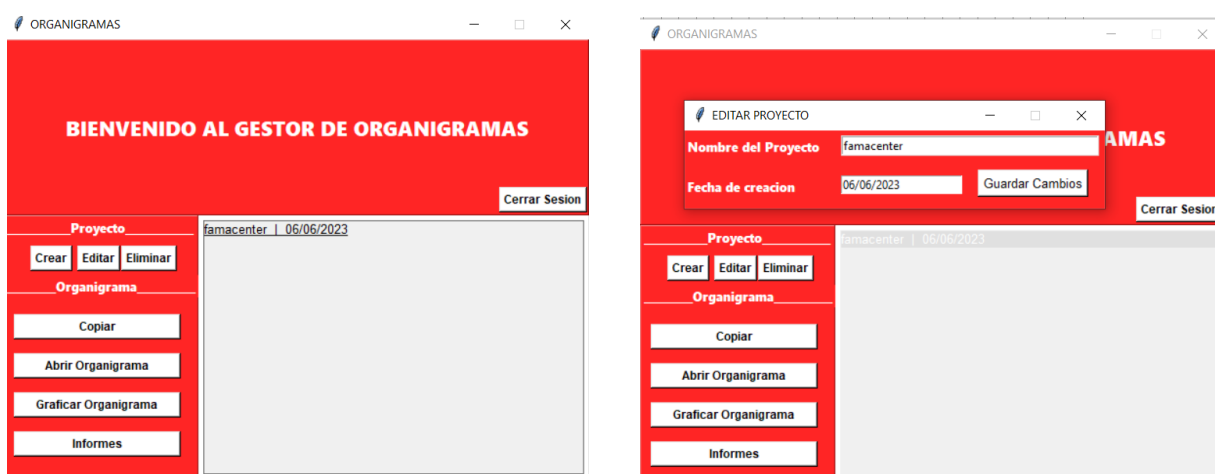 ORGANIGRAMAS
BIENVENIDO AL GESTOR DE ORGANIGRAMAS
Cerrar Sesion
Proyecto
Crear Editar Eliminar
Organigrama
Copiar
Abrir Organigrama
Graficar Organigrama
Informes
famacenter | 06/06/2023
ORGANIGRAMAS
EDITAR PROYECTO
Nombre del Proyecto famacenter
Fecha de creacion 06/06/2023 Guardar Cambios
AMAS
Cerrar Sesion
Proyecto
Crear Editar Eliminar
Organigrama
Copiar
Abrir Organigrama
Graficar Organigrama
Informes
famacenter | 06/06/2023